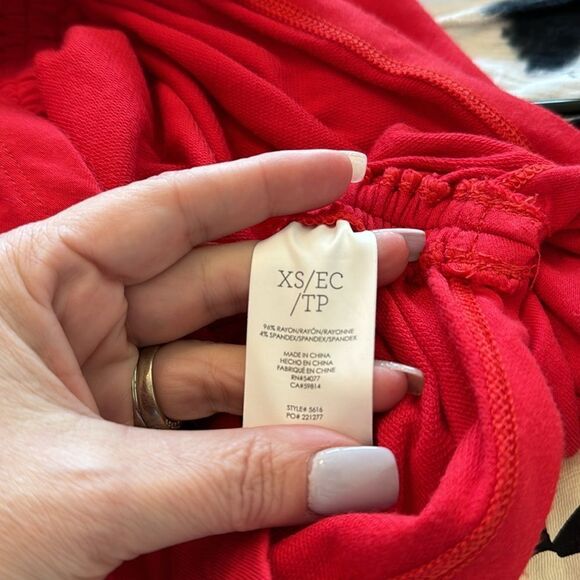 XS/EC
/TP
96% RAYON/RAYÓN/RAYONNE
4% SPANDEX/SPANDEX/SPANDEX
MADE IN CHINA
HECHO EN CHINA
FABRIQUÉ EN CHINE
RN#54077
CA#59814
STYLE# 5616
PO# 221277